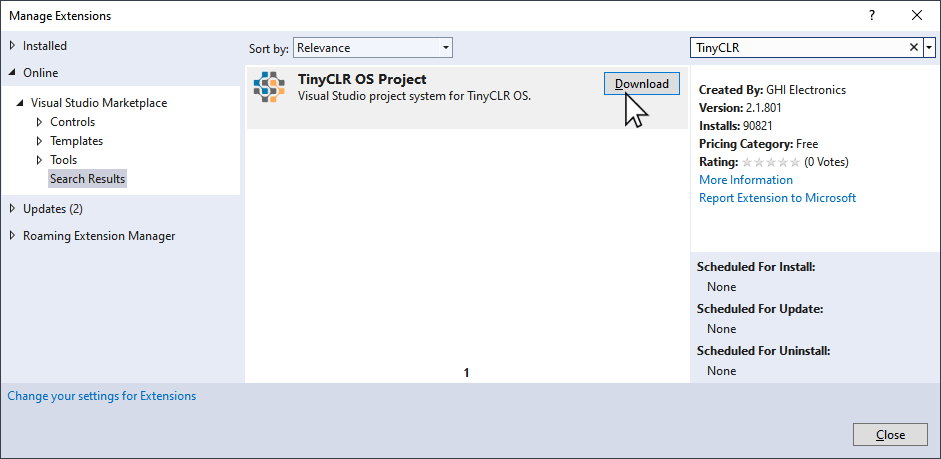 Manage Extensions
?
Installed
Online
Visual Studio Marketplace
Controls
Templates
Tools
Search Results
Updates (2)
Roaming Extension Manager
Sort by: Relevance
TinyCLR OS Project
Visual Studio project system for TinyCLR OS.
Download
1
TinyCLR
Created By: GHI Electronics
Version: 2.1.801
Installs: 90821
Pricing Category: Free
Rating: (0 Votes)
More Information
Report Extension to Microsoft
Scheduled For Install:
None
Scheduled For Update:
None
Scheduled For Uninstall:
None
Change your settings for Extensions
Close